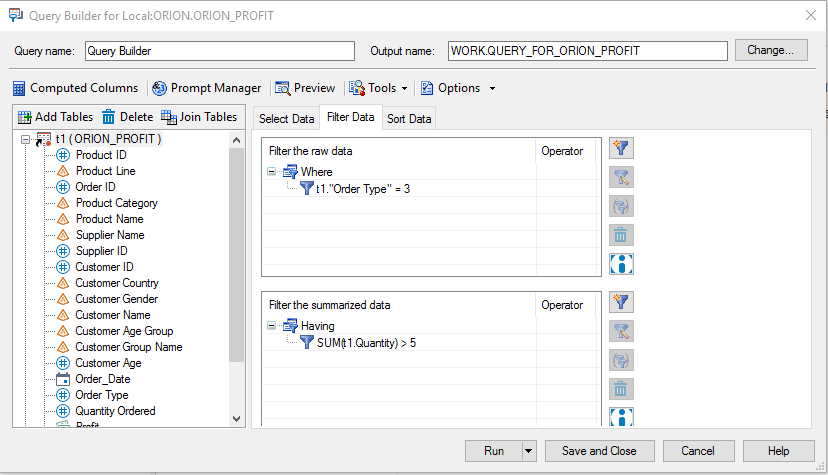 Query Builder for Local:ORION.ORION_PROFIT
Query name: Query Builder Output name: WORK.QUERY_FOR_ORION_PROFIT Change...
Computed Columns Prompt Manager Preview Tools Options
Add Tables Delete Join Tables
Select Data Filter Data Sort Data
t1 ( ORION_PROFIT )
Product ID
Product Line
Order ID
Product Category
Product Name
Supplier Name
Supplier ID
Customer ID
Customer Country
Customer Gender
Customer Name
Customer Age Group
Customer Group Name
Customer Age
Order_Date
Order Type
Quantity Ordered
Profit
Filter the raw data Operator
Where
t1."Order Type" = 3
Filter the summarized data Operator
Having
SUM(t1.Quantity) > 5
Run Save and Close Cancel Help